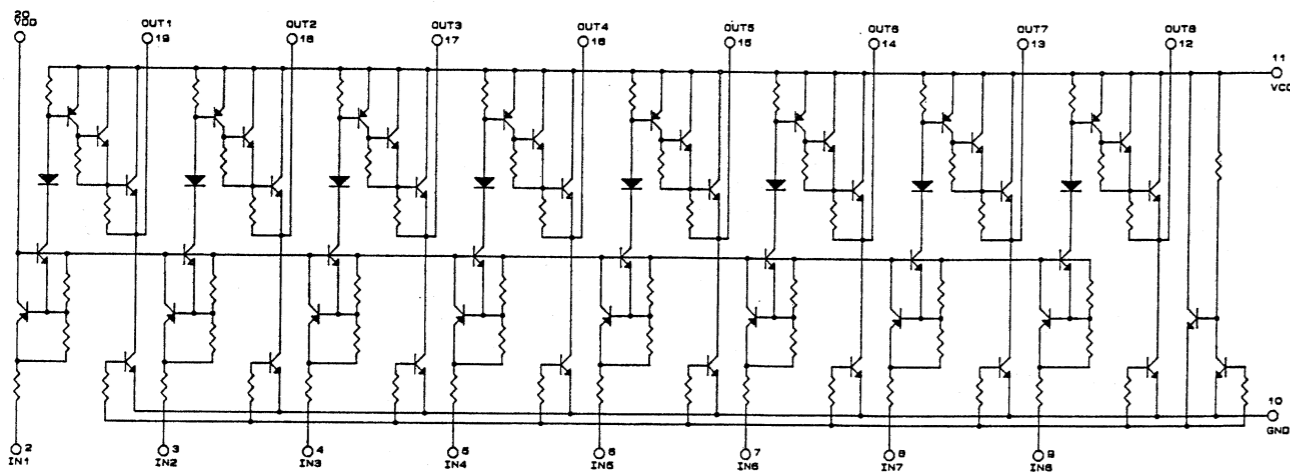 20
VDD
OUT1
19
OUT2
18
OUT3
17
OUT4
16
OUT5
15
OUT6
14
OUT7
13
OUT8
12
11
VCC
10
GND
2
IN1
3
IN2
4
IN3
5
IN4
6
IN5
7
IN6
8
IN7
9
IN8